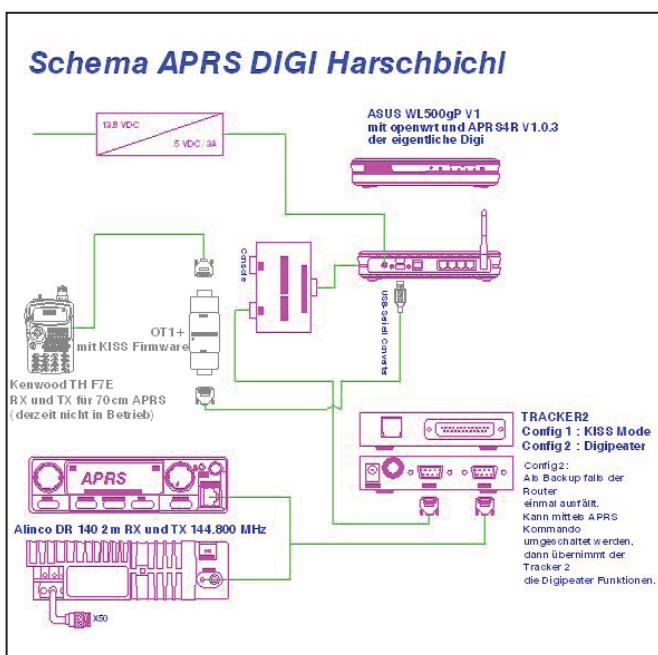 Schema APRS DIGI Harschbichl
13,8 VDC
5 VDC / 3A
ASUS WL500gP V1
mit openwrt und APRS4R V1.0.3
der eigentliche Digi
Console
USB-Serial Converter
OT1+
mit KISS Firmware
Kenwood TH F7E
RX und TX für 70cm APRS
(derzeit nicht in Betrieb)
TRACKER2
Config 1 : KISS Mode
Config 2 : Digipeater
Config 2 :
Als Backup falls der
Router
einmal ausfällt.
Kann mittels APRS
Kommando
umgeschaltet werden,
dann übernimmt der
Tracker 2
die Digipeater Funktionen.
APRS
Alinco DR 140 2m RX und TX 144.800 MHz
X50